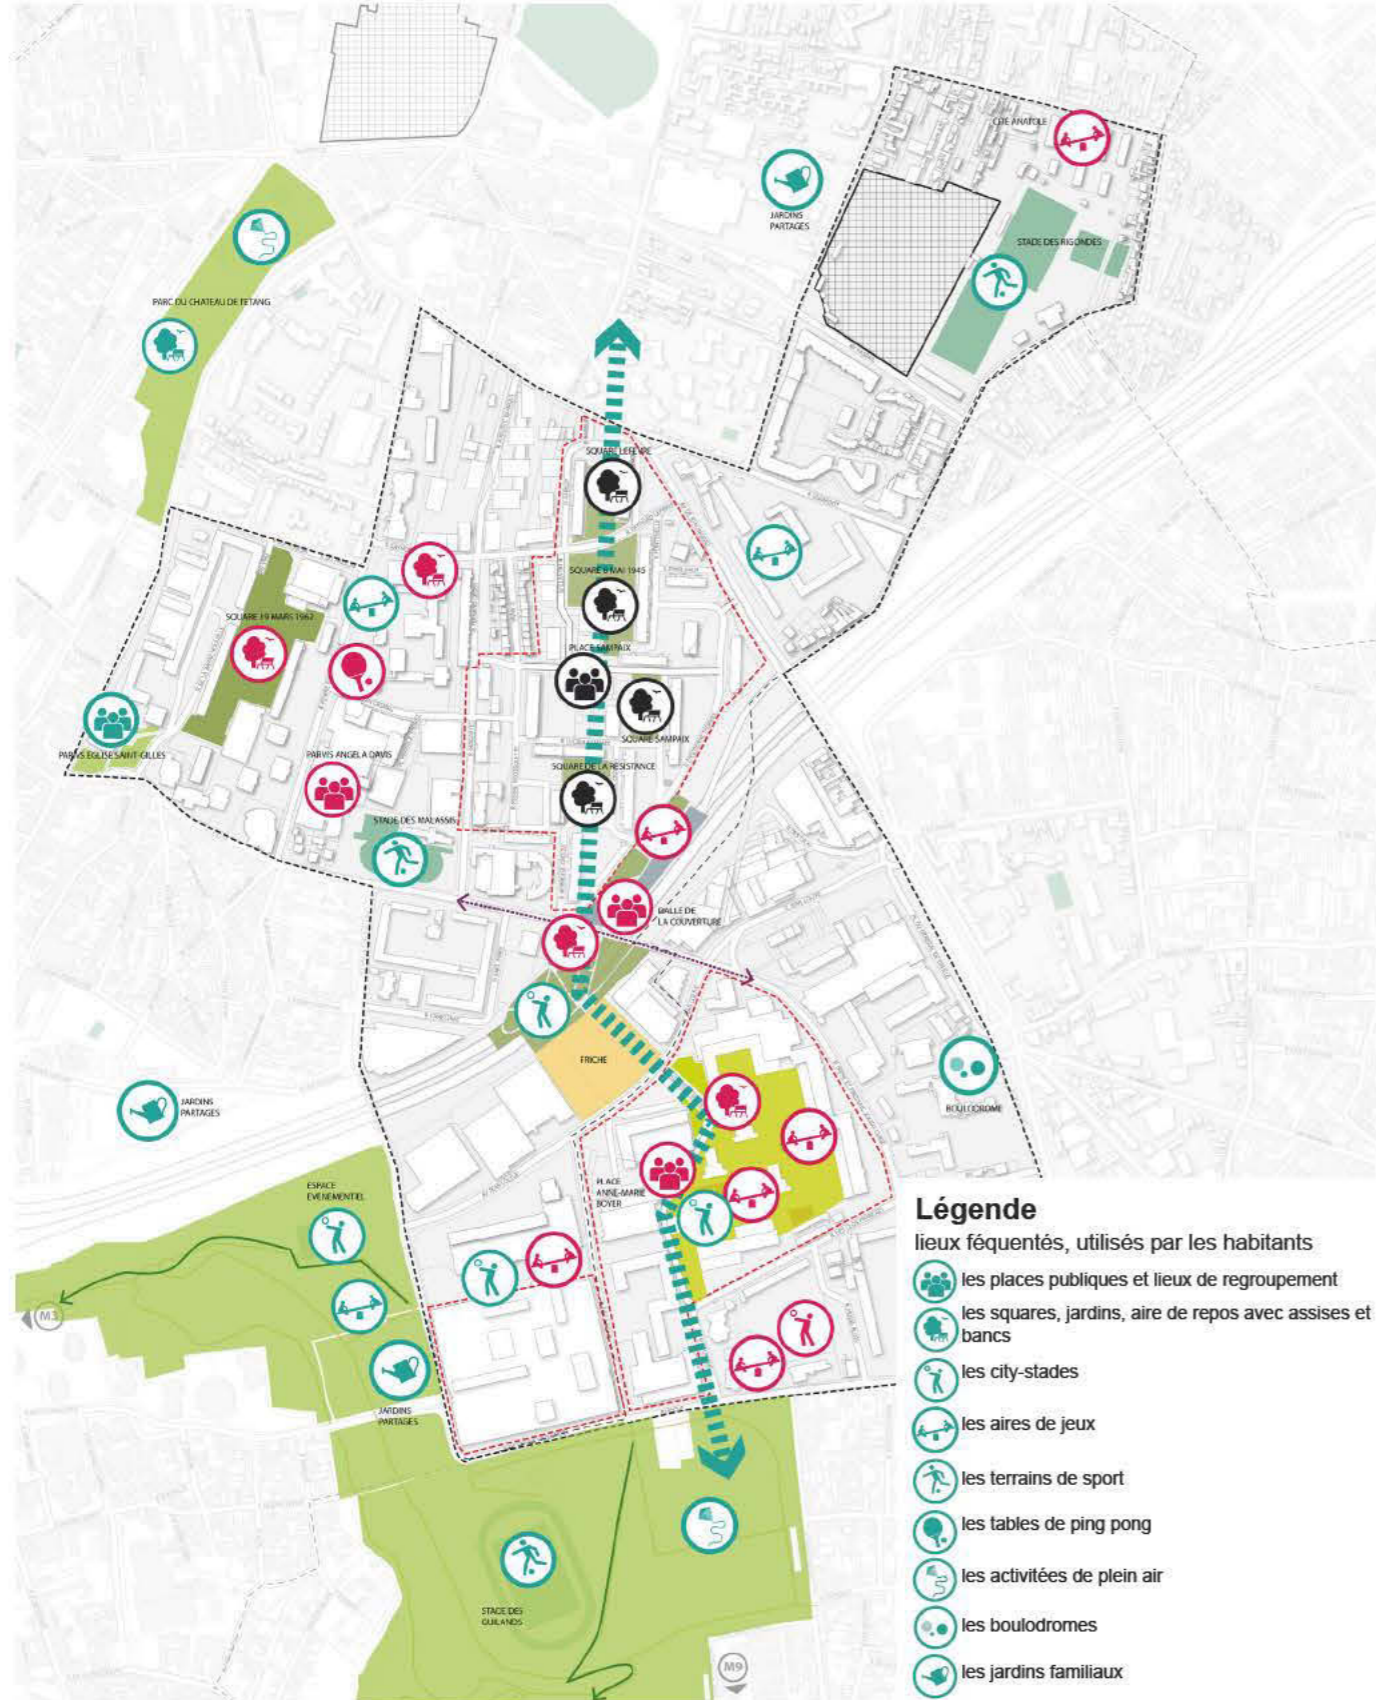 CITE ANATOLE
JARDINS
PARTAGES
STADE DES RIGONDES
PARC DU CHATEAU DE L'ETANG
SQUARE LEFEVRE
SQUARE 8 MAI 1945
SQUARE 19 MARS 1962
PLACE SAMPAIX
SQUARE SAMPAIX
PARVIS EGLISE SAINT-GILLES
PARVIS ANGELA DAVIS
SQUARE DE LA RESISTANCE
STADE DES MALASSIS
DALLE DE
LA COUVERTURE
FRICHE
BOULODROME
JARDINS
PARTAGES
ESPACE
EVENEMENTIEL
PLACE
ANNE-MARIE
BOYER
M3
JARDINS
PARTAGES
STADE DES
GUILANDS
M9
Légende
lieux féquentés, utilisés par les habitants
les places publiques et lieux de regroupement
les squares, jardins, aire de repos avec assises et
bancs
les city-stades
les aires de jeux
les terrains de sport
les tables de ping pong
les activitées de plein air
les boulodromes
les jardins familiaux